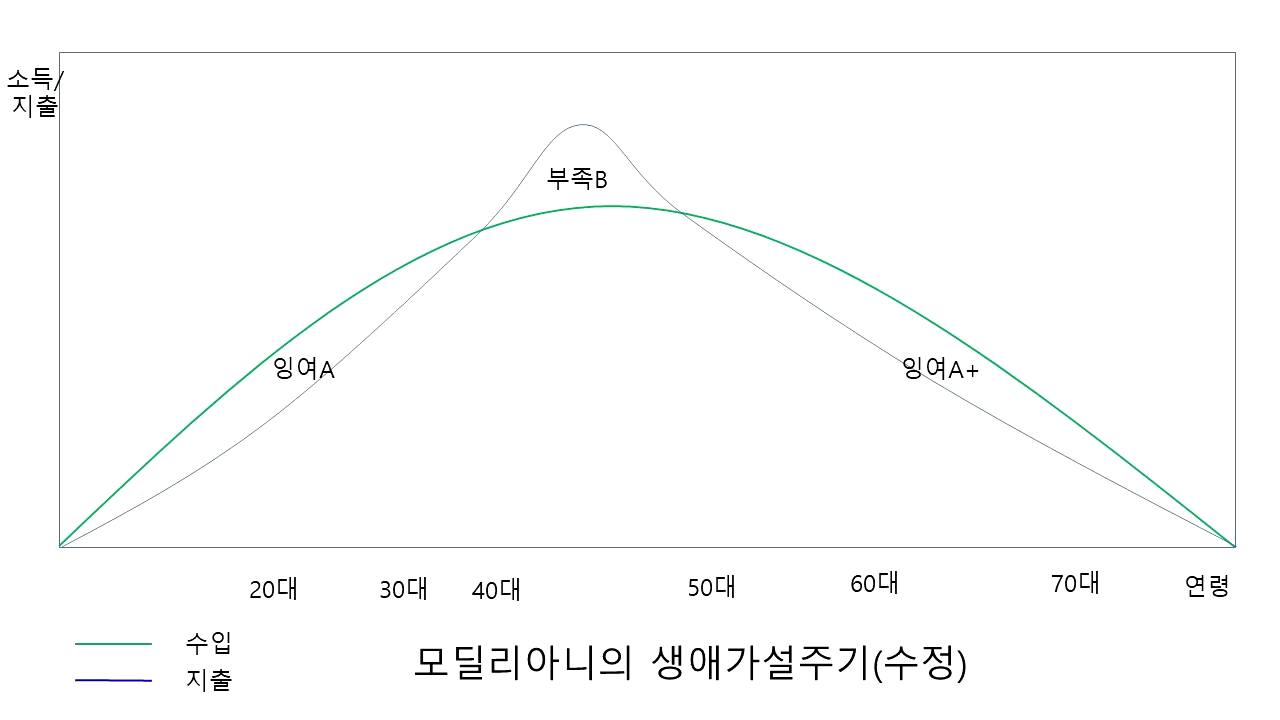 소득/
지출
부족B
잉여A
잉여A+
20대
30대
40대
50대
60대
70대
연령
수입
지출
모딜리아니의 생애가설주기(수정)